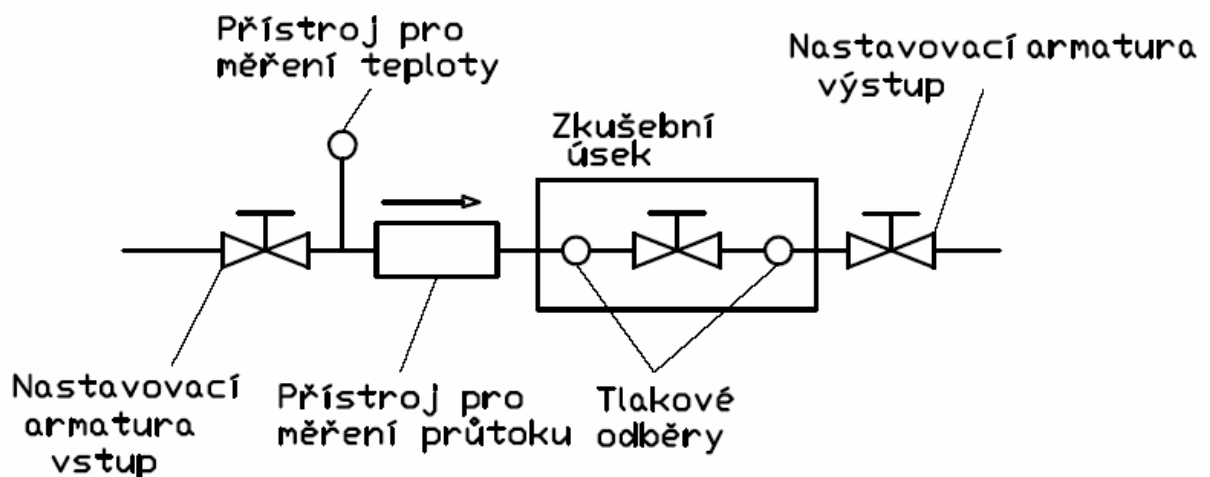 Přístroj pro
měření teploty
Nastavovací armatura
výstup
Zkušební
úsek
Nastavovací
armatura
vstup
Přístroj pro
měření průtoku
Tlakové
odběry